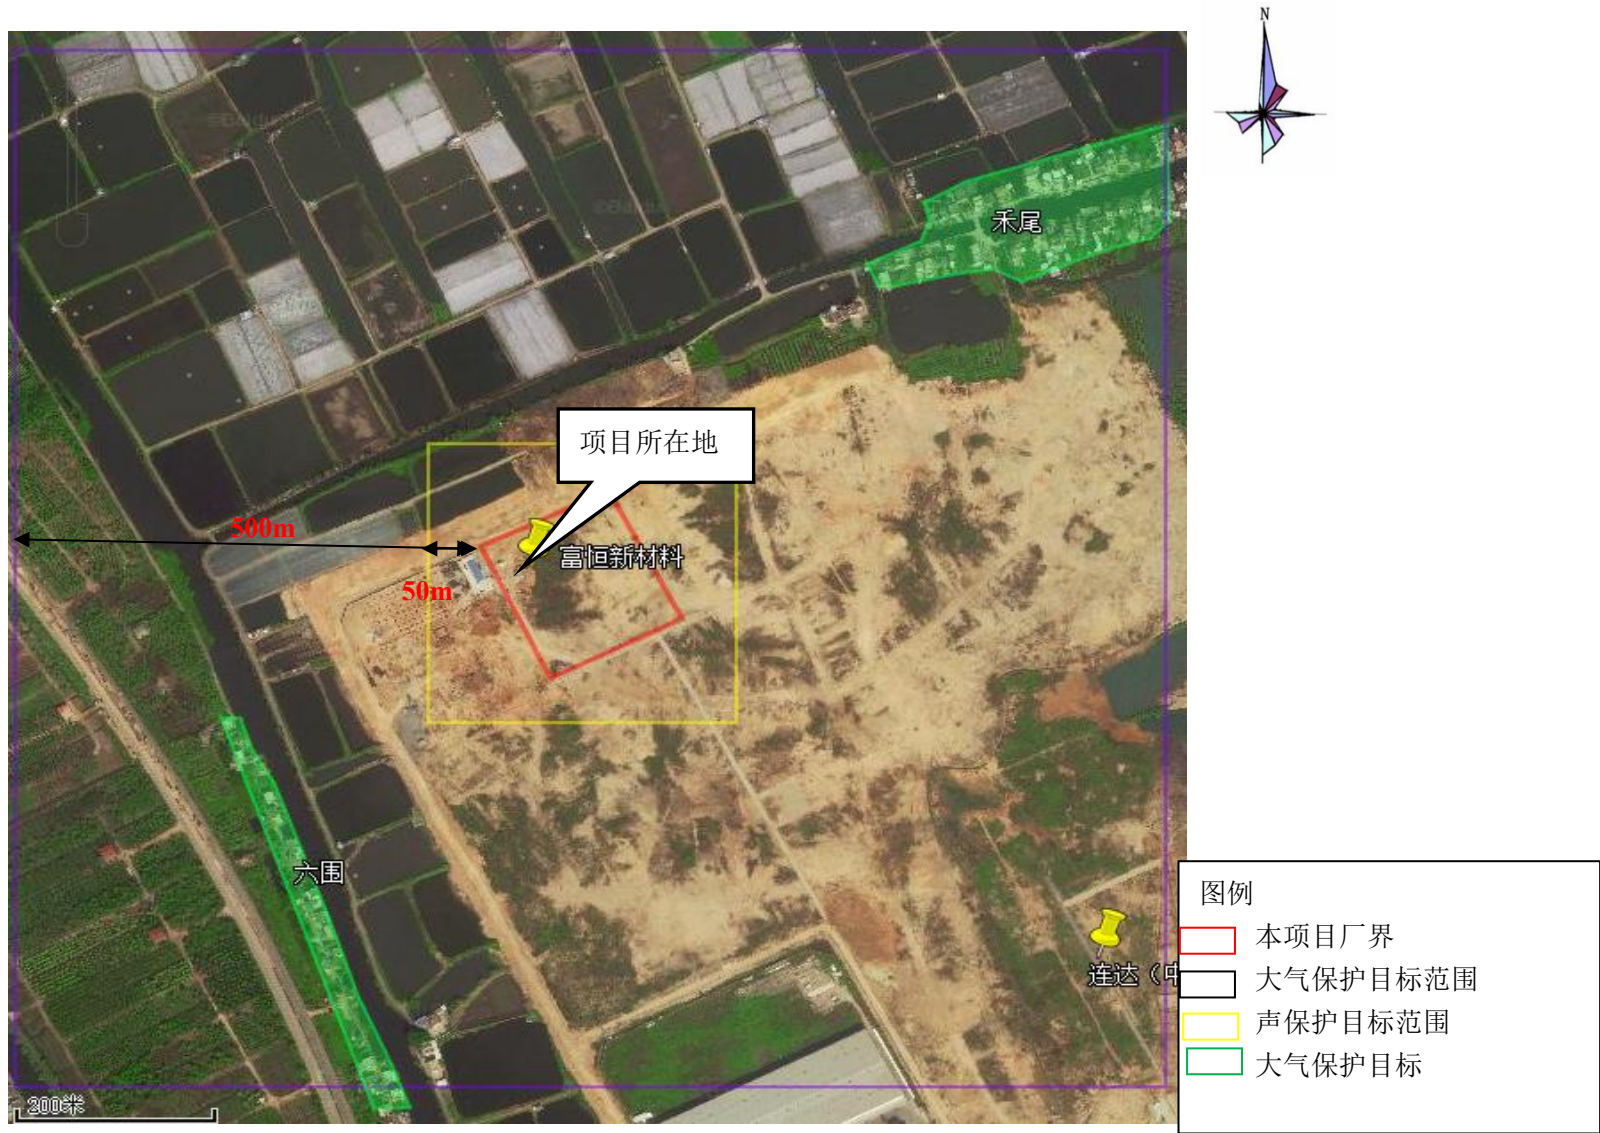 N
禾尾
项目所在地
500m
富恒新材料
50m
六围
连达（中
200米
图例
本项目厂界
大气保护目标范围
声保护目标范围
大气保护目标